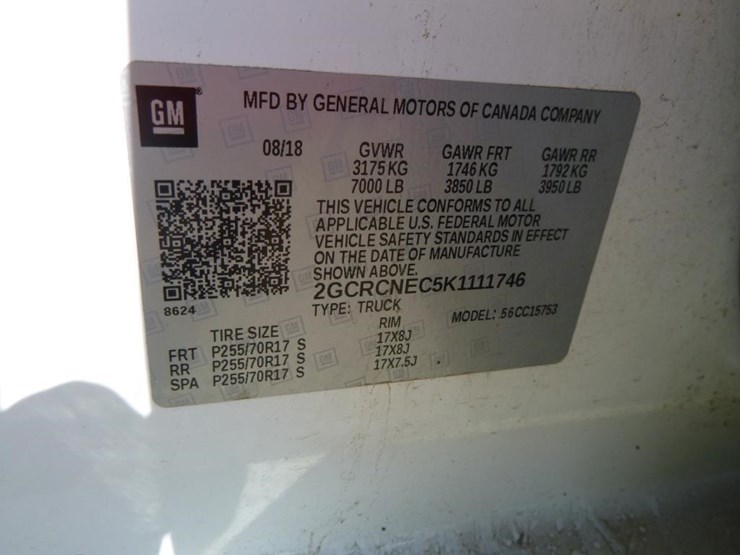 GM
MFD BY GENERAL MOTORS OF CANADA COMPANY
08/18 GVWR GAWR FRT GAWR RR
3175 KG 1746 KG 1792 KG
7000 LB 3850 LB 3950 LB
THIS VEHICLE CONFORMS TO ALL
APPLICABLE U.S. FEDERAL MOTOR
VEHICLE SAFETY STANDARDS IN EFFECT
ON THE DATE OF MANUFACTURE
SHOWN ABOVE.
2GCRCNEC5K1111746
8624 TYPE: TRUCK MODEL: 56CC15753
TIRE SIZE RIM
FRT P255/70R17 S 17X8J
RR P255/70R17 S 17X8J
SPA P255/70R17 S 17X7.5J